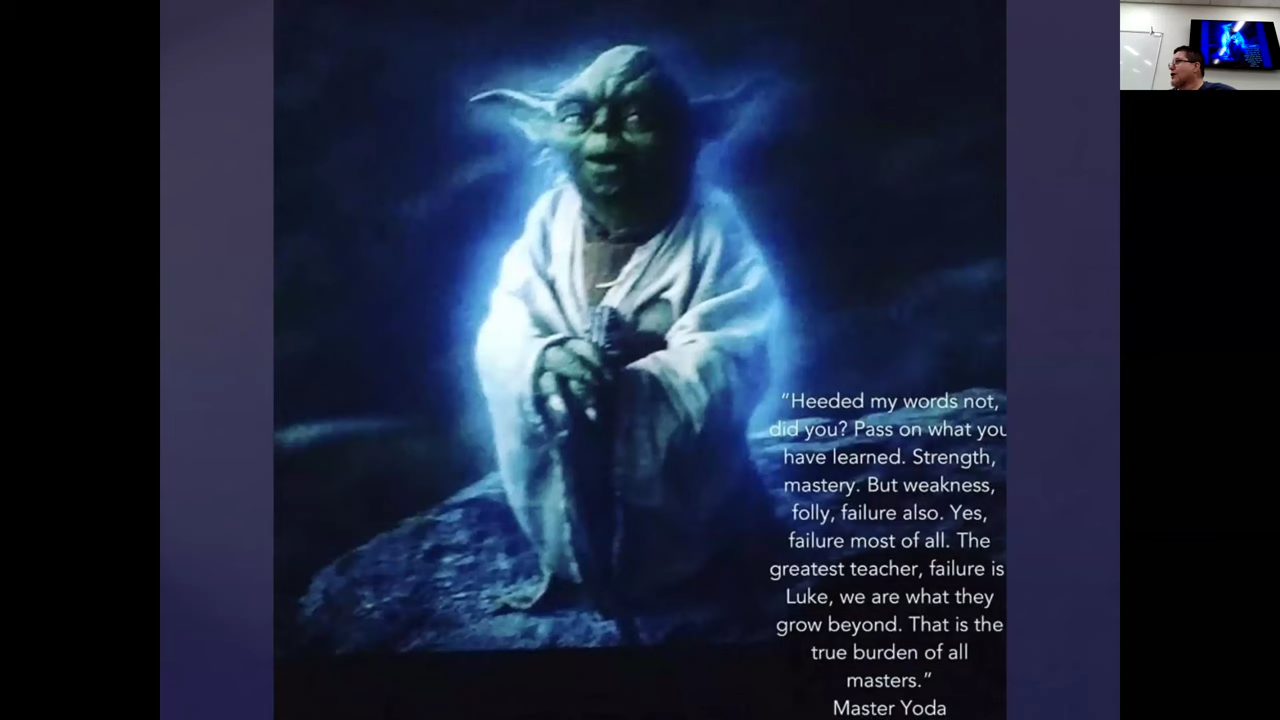 “Heeded my words not,
did you? Pass on what you
have learned. Strength,
mastery. But weakness,
folly, failure also. Yes,
failure most of all. The
greatest teacher, failure is
Luke, we are what they
grow beyond. That is the
true burden of all
masters.”
Master Yoda